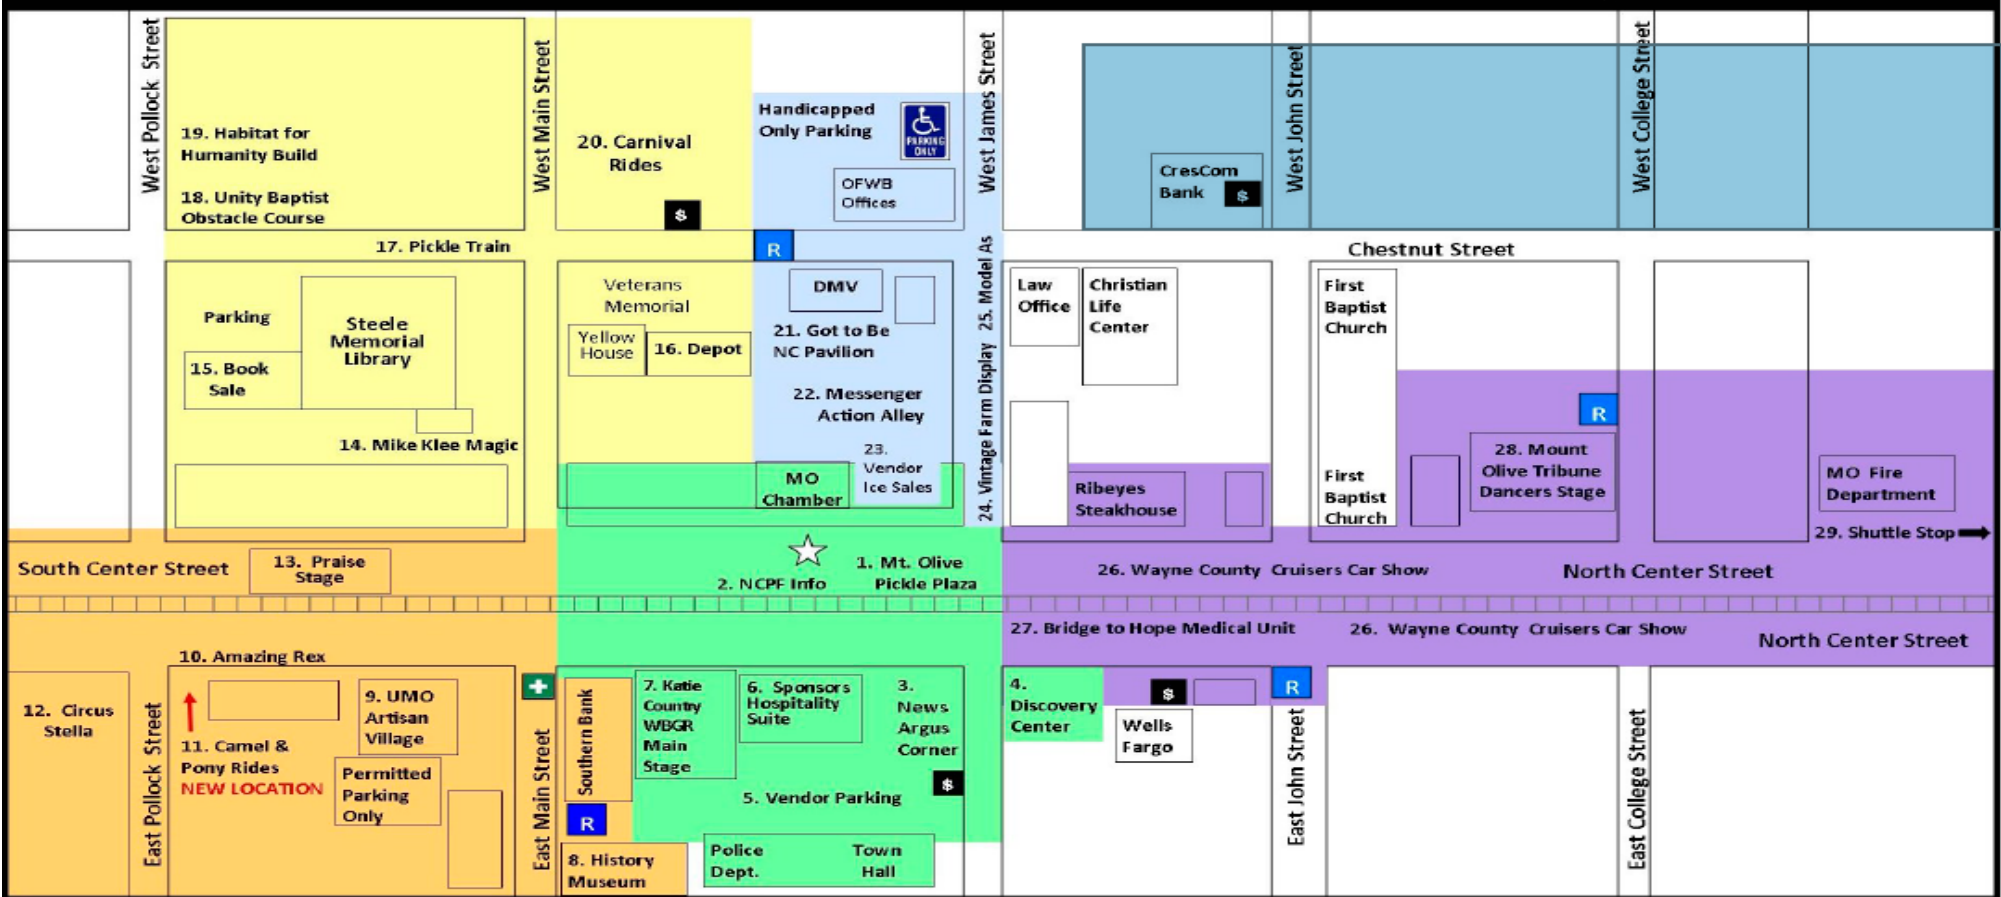 West Pollock Street
19. Habitat for
Humanity Build
18. Unity Baptist
Obstacle Course
17. Pickle Train
West Main Street
20. Carnival
Rides
$
Handicapped
Only Parking
PARKING
ONLY
OFWB
Offices
R
West James Street
CresCom
Bank
$
West John Street
West College Street
Chestnut Street
Parking
Steele
Memorial
Library
15. Book
Sale
14. Mike Klee Magic
Veterans
Memorial
Yellow
House
16. Depot
DMV
21. Got to Be
NC Pavilion
22. Messenger
Action Alley
23.
Vendor
Ice Sales
MO
Chamber
24. Vintage Farm Display 25. Model As
Law
Office
Christian
Life
Center
Ribeyes
Steakhouse
First
Baptist
Church
First
Baptist
Church
R
28. Mount
Olive Tribune
Dancers Stage
MO Fire
Department
29. Shuttle Stop
South Center Street
13. Praise
Stage
2. NCPF Info
1. Mt. Olive
Pickle Plaza
26. Wayne County Cruisers Car Show
North Center Street
27. Bridge to Hope Medical Unit
26. Wayne County Cruisers Car Show
North Center Street
12. Circus
Stella
East Pollock Street
10. Amazing Rex
9. UMO
Artisan
Village
11. Camel &
Pony Rides
NEW LOCATION
Permitted
Parking
Only
East Main Street
Southern Bank
R
8. History
Museum
7. Katie
Country
WBGR
Main
Stage
6. Sponsors
Hospitality
Suite
3.
News
Argus
Corner
$
5. Vendor Parking
Police
Dept.
Town
Hall
4.
Discovery
Center
$
Wells
Fargo
R
East John Street
East College Street